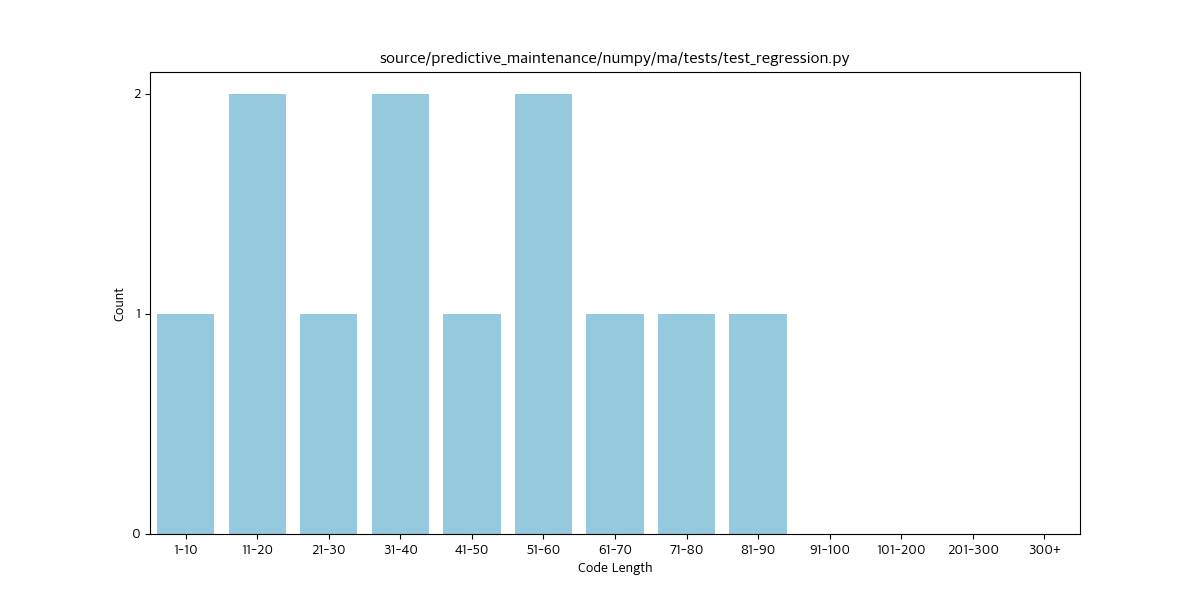 source/predictive_maintenance/numpy/ma/tests/test_regression.py
Count
2
1
0
1-10 11-20 21-30 31-40 41-50 51-60 61-70 71-80 81-90 91-100 101-200 201-300 300+
Code Length